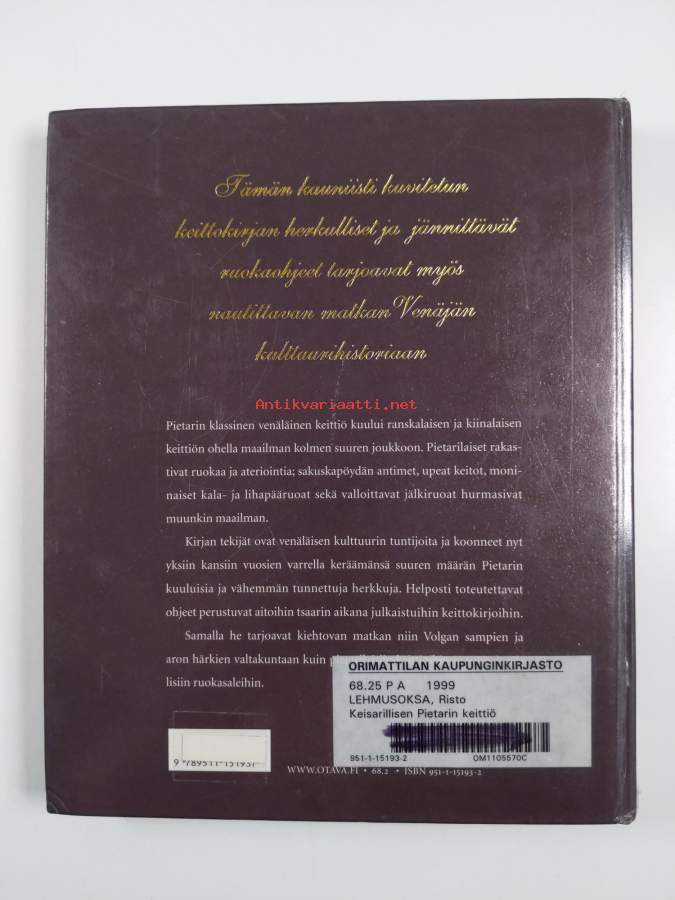 Tämän kauniisti kuvitetun
keittokirjan herkulliset ja jännittävät
ruokaohjeet tarjoavat myös
nautittavan matkan Venäjän
kulttuurihistoriaan
Antikvariaatti.net
Pietarin klassinen venäläinen keittiö kuului ranskalaisen ja kiinalaisen
keittiön ohella maailman kolmen suuren joukkoon. Pietarilaiset rakas-
tivat ruokaa ja ateriointia; sakuskapöydän antimet, upeat keitot, moni-
naiset kala- ja lihapääruoat sekä valloittavat jälkiruoat hurmasivat
muunkin maailman.
Kirjan tekijät ovat venäläisen kulttuurin tuntijoita ja koonneet nyt
yksiin kansiin vuosien varrella keräämänsä suuren määrän Pietarin
kuuluisia ja vähemmän tunnettuja herkkuja. Helposti toteutettavat
ohjeet perustuvat aitoihin tsaarin aikana julkaistuihin keittokirjoihin.
Samalla he tarjoavat kiehtovan matkan niin Volgan sampien ja
aron härkien valtakuntaan kuin
lisiin ruokasaleihin.
ORIMATTILAN KAUPUNGINKIRJASTO
68.25 P A 1999
LEHMUSOKSA, Risto
Keisarillisen Pietarin keittiö
951-1-15193-2 OM1105570C
9 789511 151937
WWW.OTAVA.FI • 68.2 • ISBN 951-1-15193-2